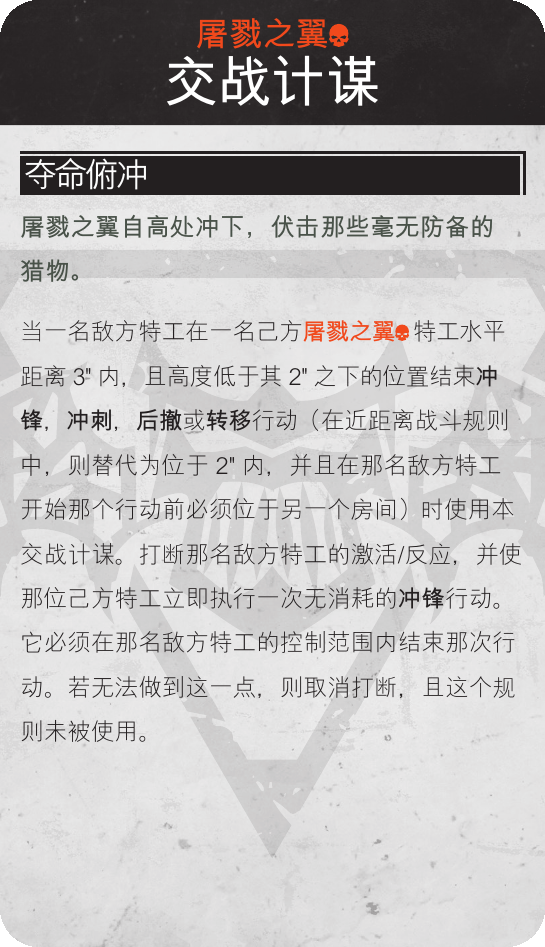 屠戮之翼
交战计谋
夺命俯冲
屠戮之翼自高处冲下，伏击那些毫无防备的
猎物。
当一名敌方特工在一名己方屠戮之翼特工水平
距离 3" 内，且高度低于其 2" 之下的位置结束冲
锋，冲刺，后撤或转移行动（在近距离战斗规则
中，则替代为位于 2" 内，并且在那名敌方特工
开始那个行动前必须位于另一个房间）时使用本
交战计谋。打断那名敌方特工的激活/反应，并使
那位己方特工立即执行一次无消耗的冲锋行动。
它必须在那名敌方特工的控制范围内结束那次行
动。若无法做到这一点，则取消打断，且这个规
则未被使用。